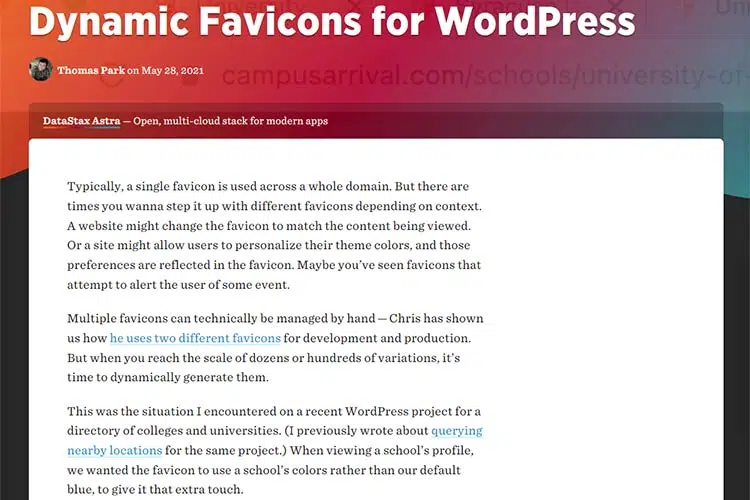 Dynamic Favicons for WordPress
Thomas Park on May 28, 2021
campusarrival.com/schools/university-of
DataStax Astra — Open, multi-cloud stack for modern apps
Typically, a single favicon is used across a whole domain. But there are
times you wanna step it up with different favicons depending on context.
A website might change the favicon to match the content being viewed.
Or a site might allow users to personalize their theme colors, and those
preferences are reflected in the favicon. Maybe you’ve seen favicons that
attempt to alert the user of some event.
Multiple favicons can technically be managed by hand — Chris has shown
us how he uses two different favicons for development and production.
But when you reach the scale of dozens or hundreds of variations, it’s
time to dynamically generate them.
This was the situation I encountered on a recent WordPress project for a
directory of colleges and universities. (I previously wrote about querying
nearby locations for the same project.) When viewing a school’s profile,
we wanted the favicon to use a school’s colors rather than our default
blue, to give it that extra touch.